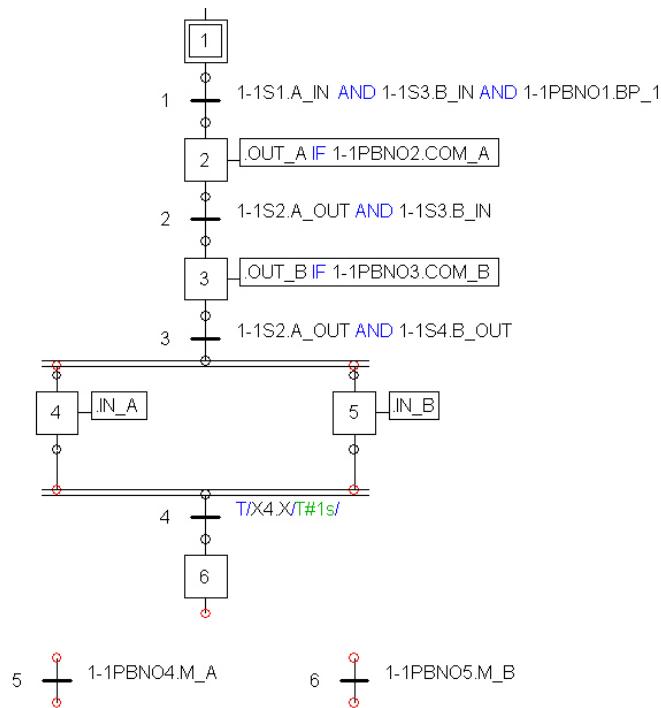 1
1 1-1S1.A_IN AND 1-1S3.B_IN AND 1-1PBNO1.BP_1
2 .OUT_A IF 1-1PBNO2.COM_A
2 1-1S2.A_OUT AND 1-1S3.B_IN
3 .OUT_B IF 1-1PBNO3.COM_B
3 1-1S2.A_OUT AND 1-1S4.B_OUT
4 .IN_A 5 .IN_B
4 T/X4.X/T#1s/
6
5 1-1PBNO4.M_A 6 1-1PBNO5.M_B